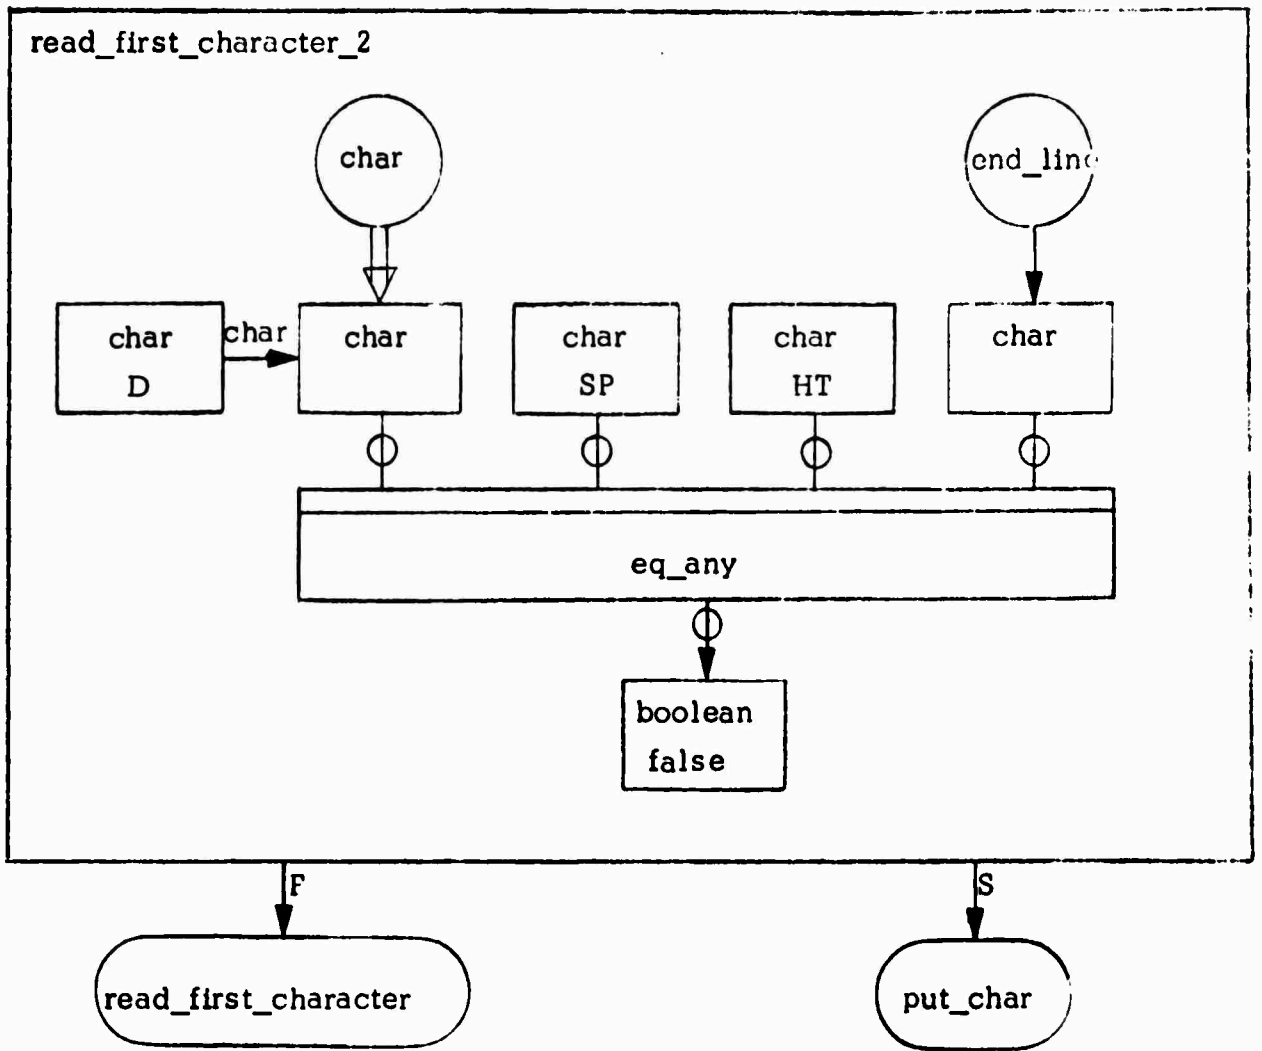 read_first_character_2
char
end_line
char
D
char
char
char
SP
char
HT
char
eq_any
boolean
false
F
S
read_first_character
put_char